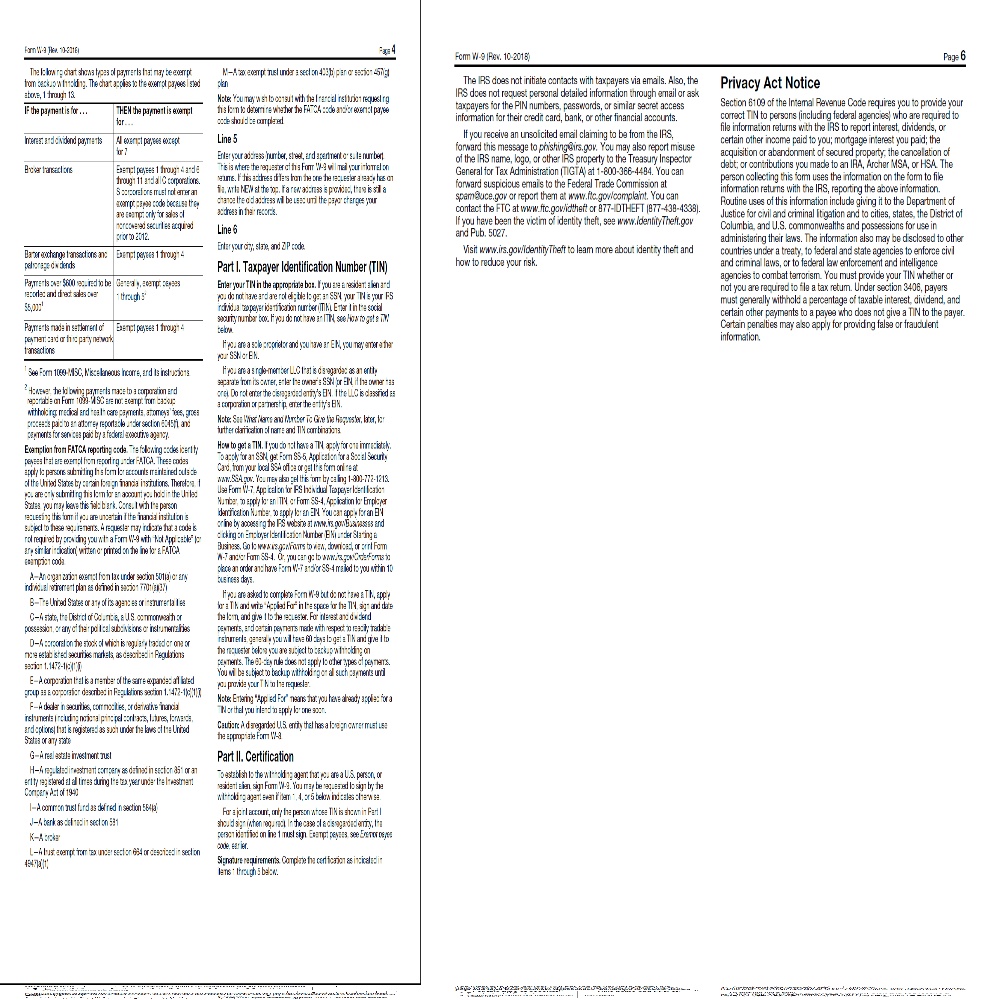 Form W-9 (Rev. 10-2018)
Page 4
The following chart shows types of payments that may be exempt
from backup withholding. The chart applies to the exempt payees listed
above, 1 through 13.
IF the payment is for . . .
THEN the payment is exempt
for . . .
Interest and dividend payments
All exempt payees except
for 7
Broker transactions
Exempt payees 1 through 4 and 6
through 11 and all C corporations.
S corporations must not enter an
exempt payee code because they
are exempt only for sales of
noncovered securities acquired
prior to 2012.
Barter exchange transactions and
patronage dividends
Exempt payees 1 through 4
Payments over $600 required to be
reported and direct sales over
$5,000¹
Generally, exempt payees
1 through 5²
Payments made in settlement of
payment card or third party network
transactions
Exempt payees 1 through 4
¹ See Form 1099-MISC, Miscellaneous Income, and its instructions.
² However, the following payments made to a corporation and
reportable on Form 1099-MISC are not exempt from backup
withholding: medical and health care payments, attorneys' fees, gross
proceeds paid to an attorney reportable under section 6045(f), and
payments for services paid by a federal executive agency.
Exemption from FATCA reporting code. The following codes identify
payees that are exempt from reporting under FATCA. These codes
apply to persons submitting this form for accounts maintained outside
of the United States by certain foreign financial institutions. Therefore, if
you are only submitting this form for an account you hold in the United
States, you may leave this field blank. Consult with the person
requesting this form if you are uncertain if the financial institution is
subject to these requirements. A requester may indicate that a code is
not required by providing you with a Form W-9 with "Not Applicable" (or
any similar indication) written or printed on the line for a FATCA
exemption code.
A—An organization exempt from tax under section 501(a) or any
individual retirement plan as defined in section 7701(a)(37)
B—The United States or any of its agencies or instrumentalities
C—A state, the District of Columbia, a U.S. commonwealth or
possession, or any of their political subdivisions or instrumentalities
D—A corporation the stock of which is regularly traded on one or
more established securities markets, as described in Regulations
section 1.1472-1(c)(1)(i)
E—A corporation that is a member of the same expanded affiliated
group as a corporation described in Regulations section 1.1472-1(c)(1)(i)
F—A dealer in securities, commodities, or derivative financial
instruments (including notional principal contracts, futures, forwards,
and options) that is registered as such under the laws of the United
States or any state
G—A real estate investment trust
H—A regulated investment company as defined in section 851 or an
entity registered at all times during the tax year under the Investment
Company Act of 1940
I—A common trust fund as defined in section 584(a)
J—A bank as defined in section 581
K—A broker
L—A trust exempt from tax under section 664 or described in section
4947(a)(1)
M—A tax exempt trust under a section 403(b) plan or section 457(g)
plan
Note: You may wish to consult with the financial institution requesting
this form to determine whether the FATCA code and/or exempt payee
code should be completed.
Line 5
Enter your address (number, street, and apartment or suite number).
This is where the requester of this Form W-9 will mail your information
returns. If this address differs from the one the requester already has on
file, write NEW at the top. If a new address is provided, there is still a
chance the old address will be used until the payor changes your
address in their records.
Line 6
Enter your city, state, and ZIP code.
Part I. Taxpayer Identification Number (TIN)
Enter your TIN in the appropriate box. If you are a resident alien and
you do not have and are not eligible to get an SSN, your TIN is your IRS
individual taxpayer identification number (ITIN). Enter it in the social
security number box. If you do not have an ITIN, see How to get a TIN
below.
If you are a sole proprietor and you have an EIN, you may enter either
your SSN or EIN.
If you are a single-member LLC that is disregarded as an entity
separate from its owner, enter the owner's SSN (or EIN, if the owner has
one). Do not enter the disregarded entity's EIN. If the LLC is classified as
a corporation or partnership, enter the entity's EIN.
Note: See What Name and Number To Give the Requester, later, for
further clarification of name and TIN combinations.
How to get a TIN. If you do not have a TIN, apply for one immediately.
To apply for an SSN, get Form SS-5, Application for a Social Security
Card, from your local SSA office or get this form online at
www.SSA.gov. You may also get this form by calling 1-800-772-1213.
Use Form W-7, Application for IRS Individual Taxpayer Identification
Number, to apply for an ITIN, or Form SS-4, Application for Employer
Identification Number, to apply for an EIN. You can apply for an EIN
online by accessing the IRS website at www.irs.gov/Businesses and
clicking on Employer Identification Number (EIN) under Starting a
Business. Go to www.irs.gov/Forms to view, download, or print Form
W-7 and/or Form SS-4. Or, you can go to www.irs.gov/OrderForms to
place an order and have Form W-7 and/or SS-4 mailed to you within 10
business days.
If you are asked to complete Form W-9 but do not have a TIN, apply
for a TIN and write "Applied For" in the space for the TIN, sign and date
the form, and give it to the requester. For interest and dividend
payments, and certain payments made with respect to readily tradable
instruments, generally you will have 60 days to get a TIN and give it to
the requester before you are subject to backup withholding on
payments. The 60-day rule does not apply to other types of payments.
You will be subject to backup withholding on all such payments until
you provide your TIN to the requester.
Note: Entering "Applied For" means that you have already applied for a
TIN or that you intend to apply for one soon.
Caution: A disregarded U.S. entity that has a foreign owner must use
the appropriate Form W-8.
Part II. Certification
To establish to the withholding agent that you are a U.S. person, or
resident alien, sign Form W-9. You may be requested to sign by the
withholding agent even if item 1, 4, or 5 below indicates otherwise.
For a joint account, only the person whose TIN is shown in Part I
should sign (when required). In the case of a disregarded entity, the
person identified on line 1 must sign. Exempt payees, see Exempt payee
code, earlier.
Signature requirements. Complete the certification as indicated in
items 1 through 5 below.
Form W-9 (Rev. 10-2018)
Page 6
The IRS does not initiate contacts with taxpayers via emails. Also, the
IRS does not request personal detailed information through email or ask
taxpayers for the PIN numbers, passwords, or similar secret access
information for their credit card, bank, or other financial accounts.
If you receive an unsolicited email claiming to be from the IRS,
forward this message to phishing@irs.gov. You may also report misuse
of the IRS name, logo, or other IRS property to the Treasury Inspector
General for Tax Administration (TIGTA) at 1-800-366-4484. You can
forward suspicious emails to the Federal Trade Commission at
spam@uce.gov or report them at www.ftc.gov/complaint. You can
contact the FTC at www.ftc.gov/idtheft or 877-IDTHEFT (877-438-4338).
If you have been the victim of identity theft, see www.IdentityTheft.gov
and Pub. 5027.
Visit www.irs.gov/IdentityTheft to learn more about identity theft and
how to reduce your risk.
Privacy Act Notice
Section 6109 of the Internal Revenue Code requires you to provide your
correct TIN to persons (including federal agencies) who are required to
file information returns with the IRS to report interest, dividends, or
certain other income paid to you; mortgage interest you paid; the
acquisition or abandonment of secured property; the cancellation of
debt; or contributions you made to an IRA, Archer MSA, or HSA. The
person collecting this form uses the information on the form to file
information returns with the IRS, reporting the above information.
Routine uses of this information include giving it to the Department of
Justice for civil and criminal litigation and to cities, states, the District of
Columbia, and U.S. commonwealths and possessions for use in
administering their laws. The information also may be disclosed to other
countries under a treaty, to federal and state agencies to enforce civil
and criminal laws, or to federal law enforcement and intelligence
agencies to combat terrorism. You must provide your TIN whether or
not you are required to file a tax return. Under section 3406, payers
must generally withhold a percentage of taxable interest, dividend, and
certain other payments to a payee who does not give a TIN to the payer.
Certain penalties may also apply for providing false or fraudulent
information.